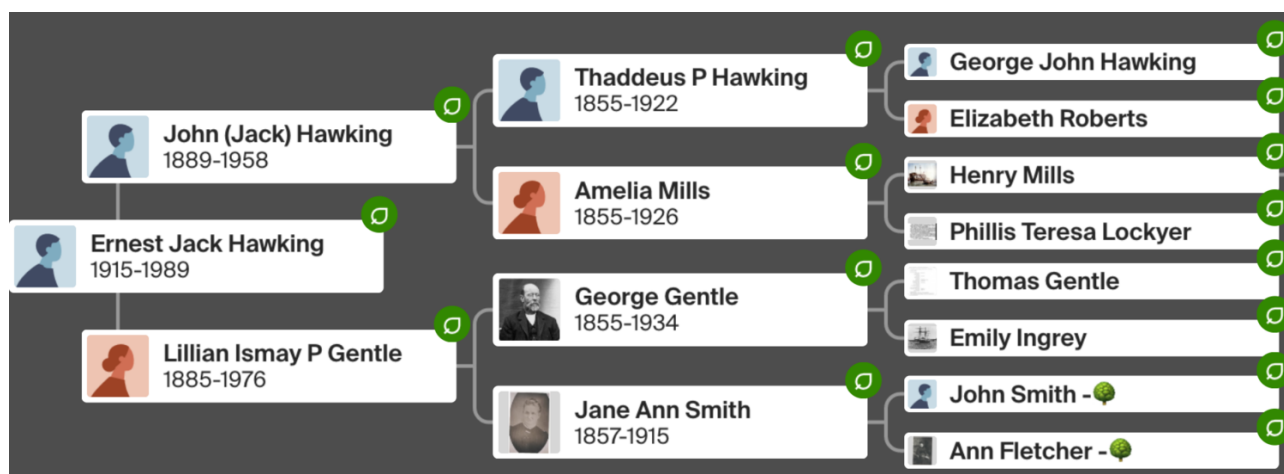 John (Jack) Hawking
1889-1958
Ernest Jack Hawking
1915-1989
Lillian Ismay P Gentle
1885-1976
Thaddeus P Hawking
1855-1922
Amelia Mills
1855-1926
George Gentle
1855-1934
Jane Ann Smith
1857-1915
George John Hawking
Elizabeth Roberts
Henry Mills
Phillis Teresa Lockyer
Thomas Gentle
Emily Ingrey
John Smith -🌳
Ann Fletcher -🌳